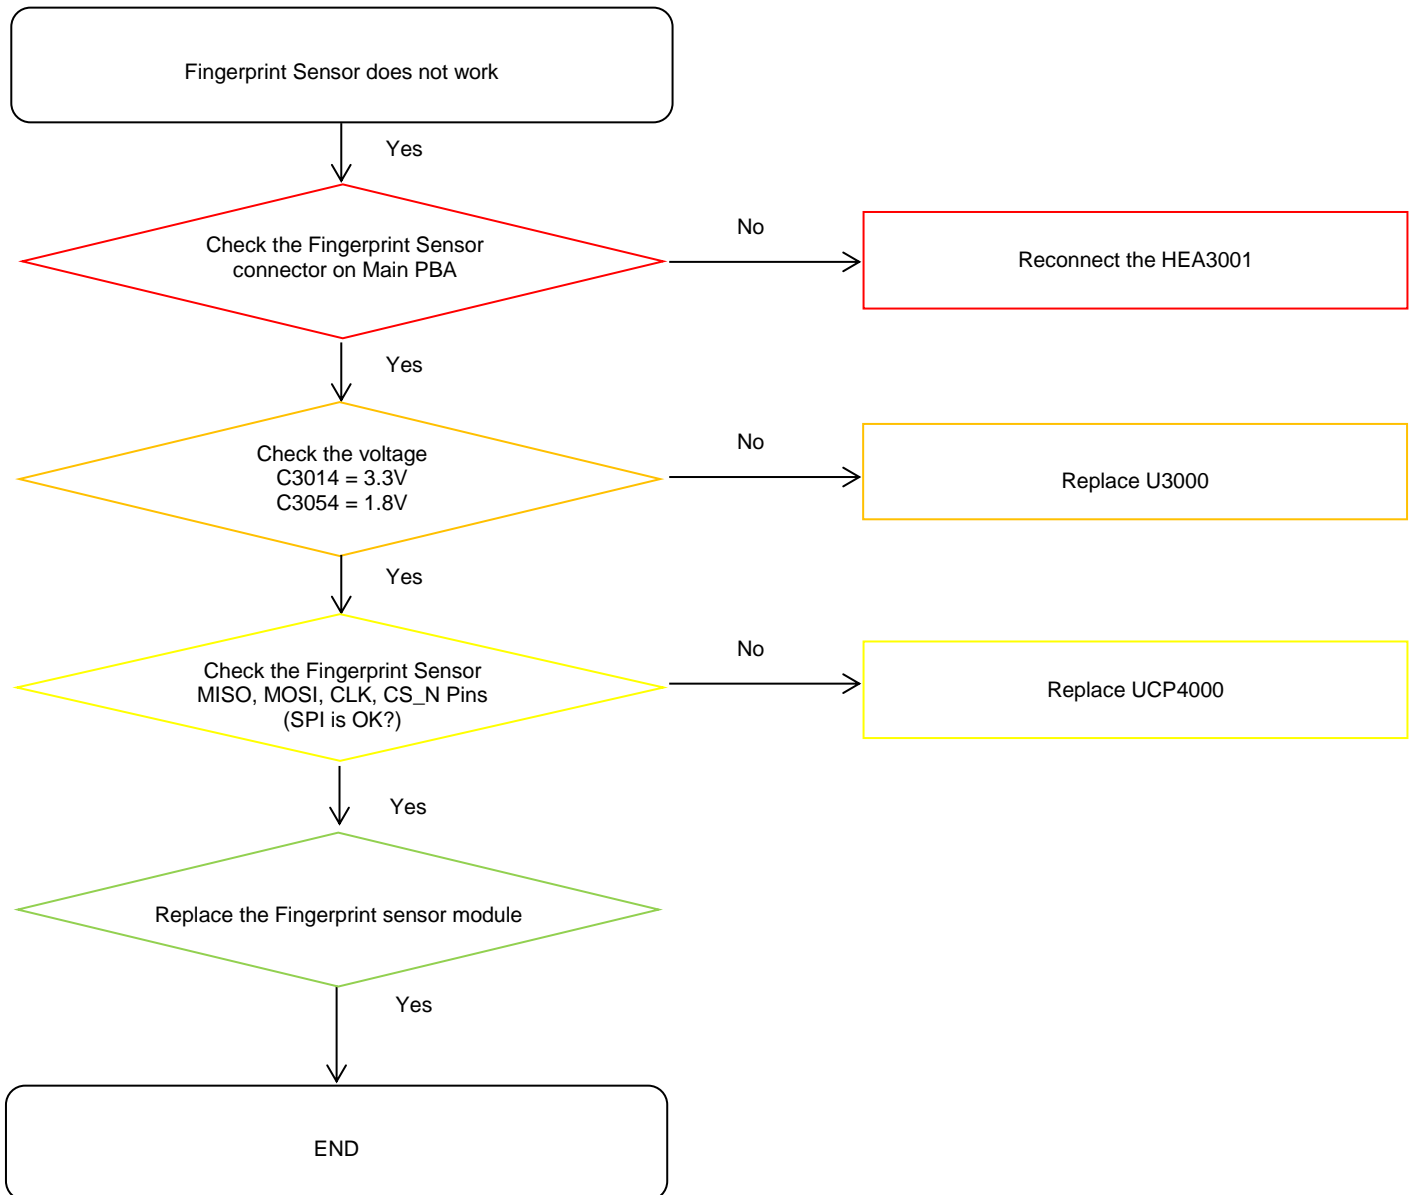 Fingerprint Sensor does not work
Yes
Check the Fingerprint Sensor
connector on Main PBA
No
Reconnect the HEA3001
Yes
Check the voltage
C3014 = 3.3V
C3054 = 1.8V
No
Replace U3000
Yes
Check the Fingerprint Sensor
MISO, MOSI, CLK, CS_N Pins
(SPI is OK?)
No
Replace UCP4000
Yes
Replace the Fingerprint sensor module
Yes
END